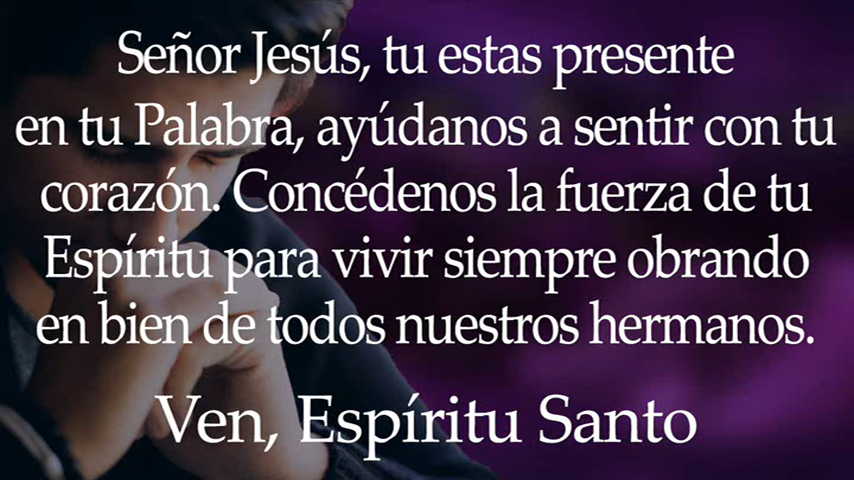 Señor Jesús, tu estas presente
en tu Palabra, ayúdanos a sentir con tu
corazón. Concédenos la fuerza de tu
Espíritu para vivir siempre obrando
en bien de todos nuestros hermanos.
Ven, Espíritu Santo